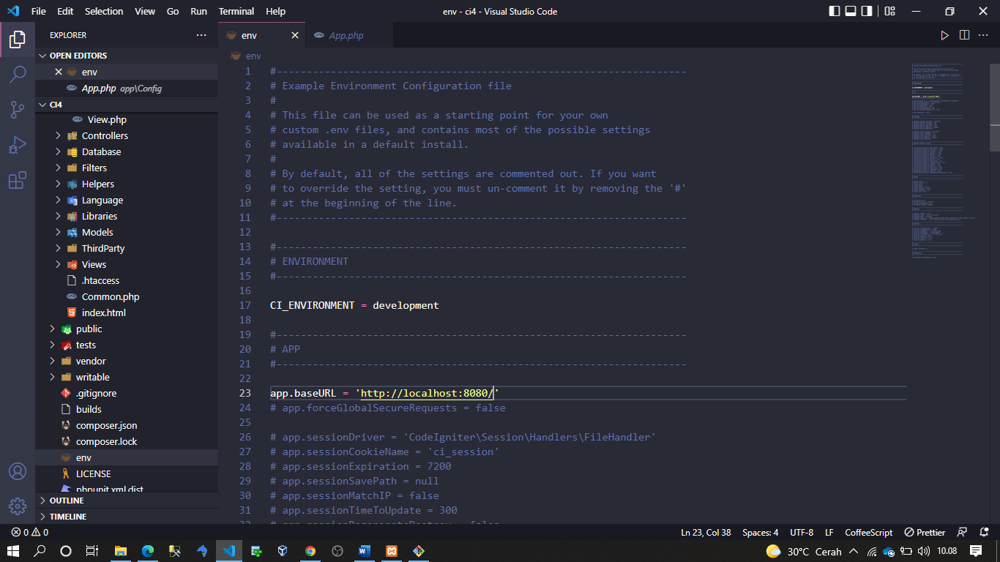 File Edit Selection View Go Run Terminal Help
env - ci4 - Visual Studio Code
EXPLORER
OPEN EDITORS
env
App.php app\Config
CI4
View.php
Controllers
Database
Filters
Helpers
Language
Libraries
Models
ThirdParty
Views
.htaccess
Common.php
index.html
public
tests
vendor
writable
.gitignore
builds
composer.json
composer.lock
env
LICENSE
phpunit.xml.dist
OUTLINE
TIMELINE
env
App.php
env
1 #--------------------------------------------------------------------
2 # Example Environment Configuration file
3 #
4 # This file can be used as a starting point for your own
5 # custom .env files, and contains most of the possible settings
6 # available in a default install.
7 #
8 # By default, all of the settings are commented out. If you want
9 # to override the setting, you must un-comment it by removing the '#'
10 # at the beginning of the line.
11 #--------------------------------------------------------------------
12
13 #--------------------------------------------------------------------
14 # ENVIRONMENT
15 #--------------------------------------------------------------------
16
17 CI_ENVIRONMENT = development
18
19 #--------------------------------------------------------------------
20 # APP
21 #--------------------------------------------------------------------
22
23 app.baseURL = 'http://localhost:8080/'
24 # app.forceGlobalSecureRequests = false
25
26 # app.sessionDriver = 'CodeIgniter\Session\Handlers\FileHandler'
27 # app.sessionCookieName = 'ci_session'
28 # app.sessionExpiration = 7200
29 # app.sessionSavePath = null
30 # app.sessionMatchIP = false
31 # app.sessionTimeToUpdate = 300
32 # app.sessionRegenerateDestroy = false
0 0
Ln 23, Col 38 Spaces: 4 UTF-8 LF CoffeeScript Prettier
30°C Cerah 10.08